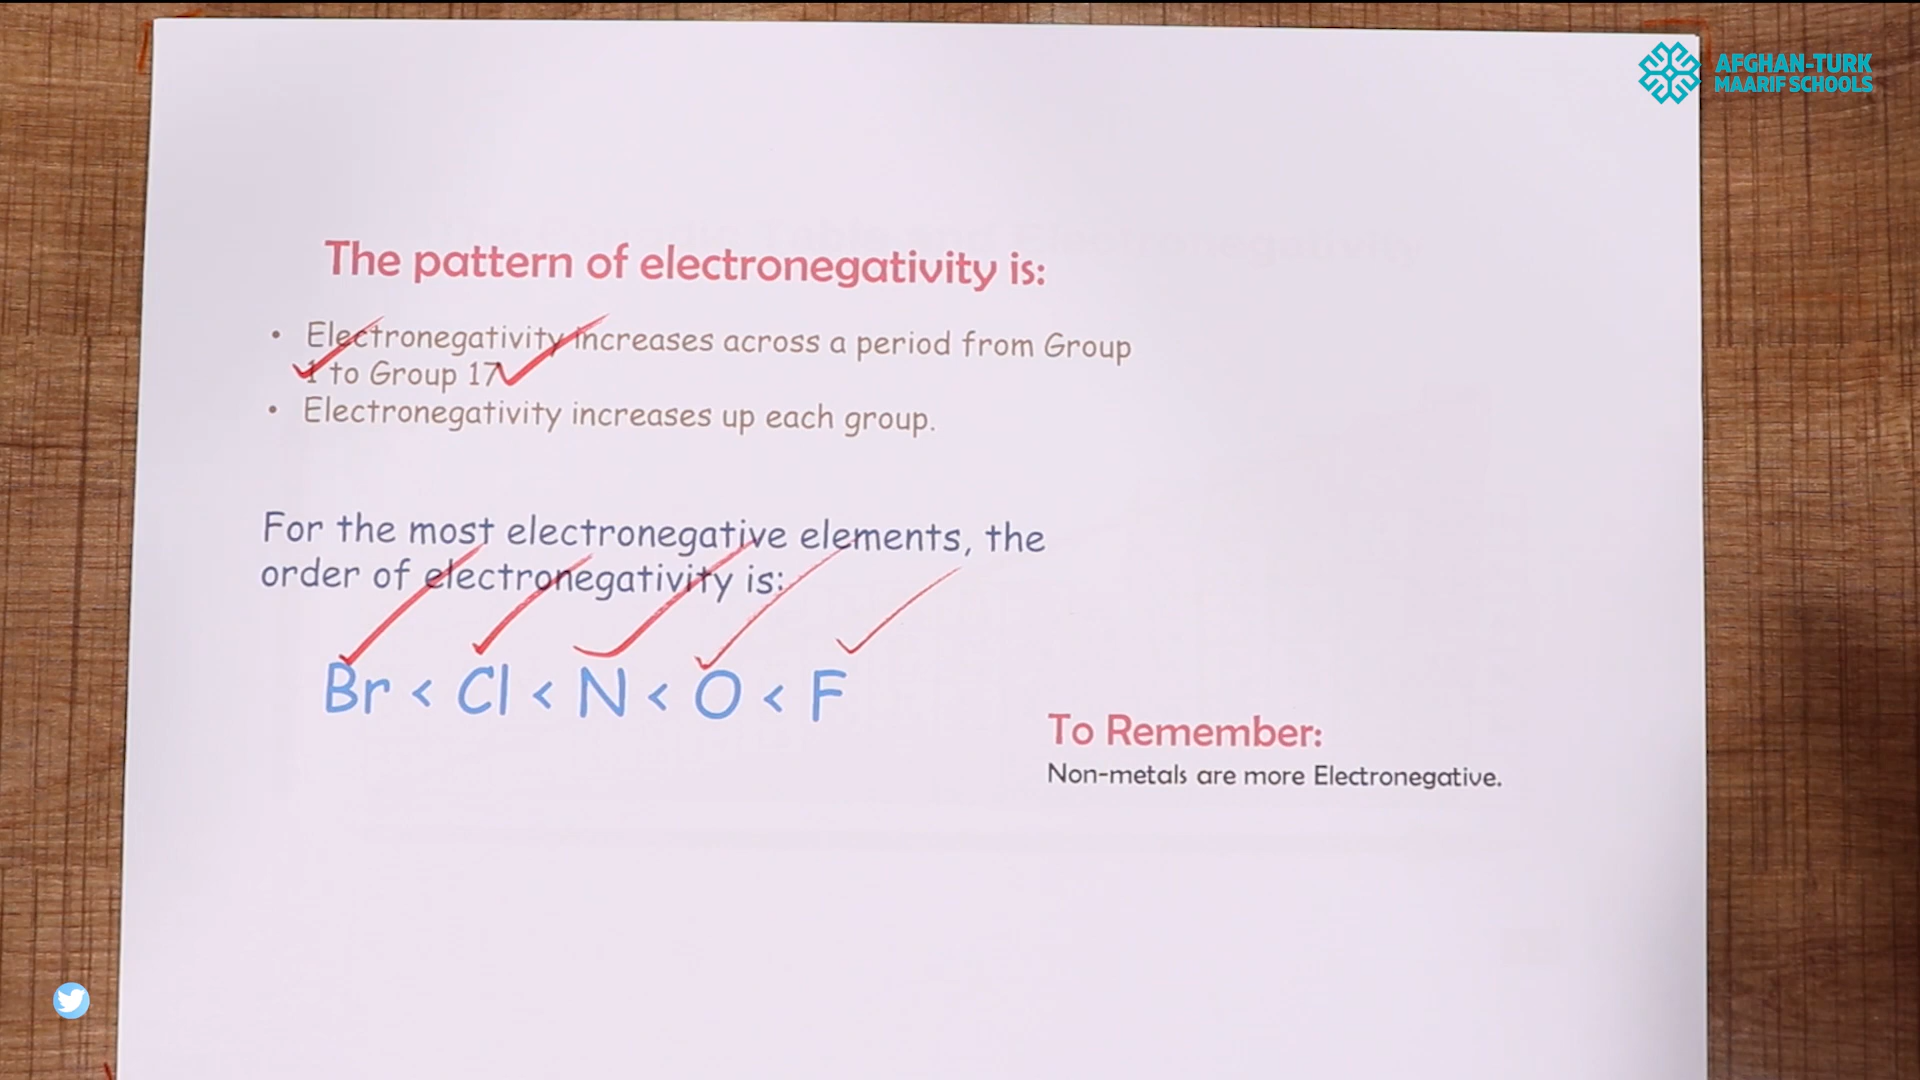 AFGHAN-TURK
MAARIF SCHOOLS
The pattern of electronegativity is:
• Electronegativity increases across a period from Group
1 to Group 17
• Electronegativity increases up each group.
For the most electronegative elements, the
order of electronegativity is:
Br < Cl < N < O < F
To Remember:
Non-metals are more Electronegative.